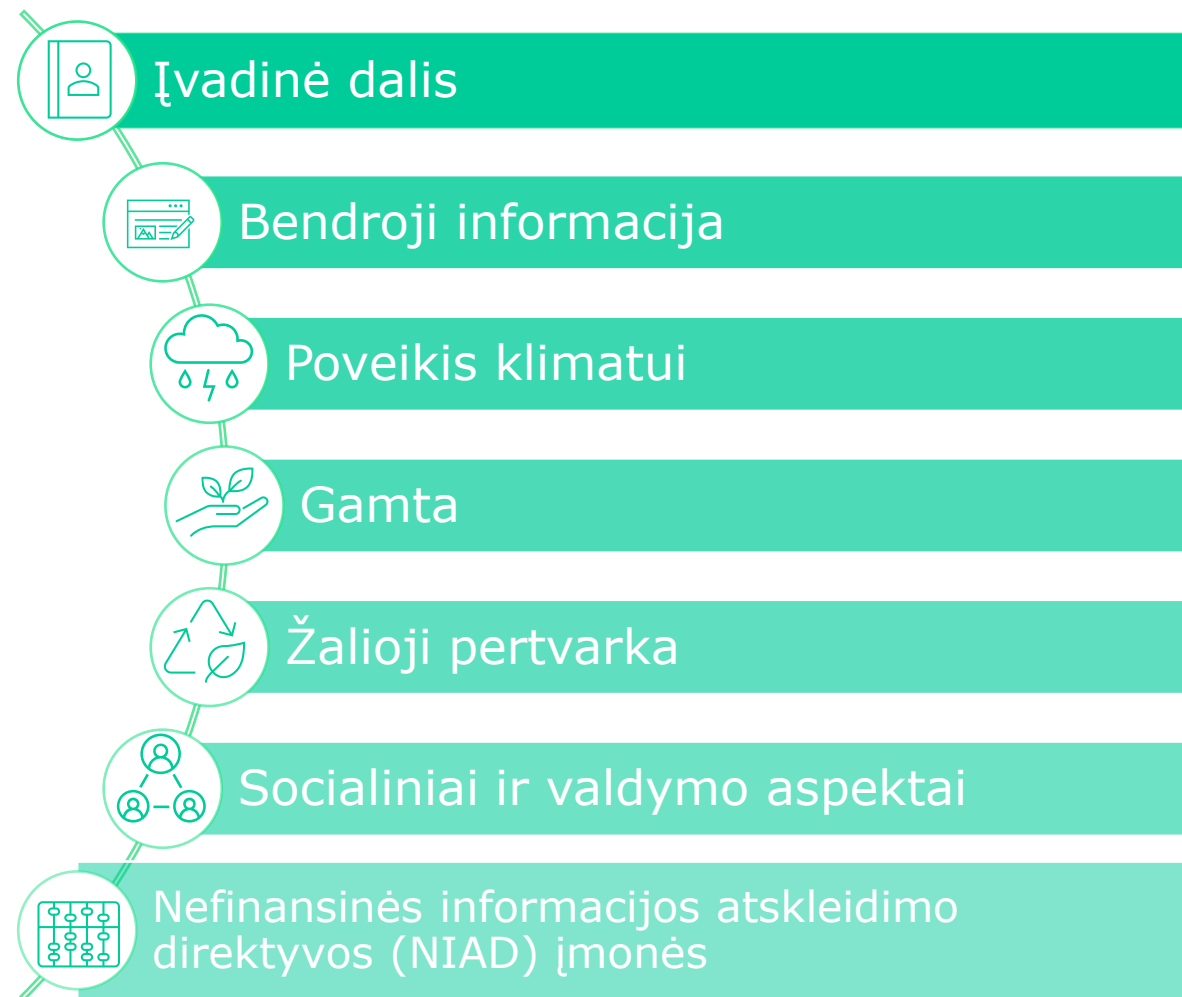 Įvadinė dalis
Bendroji informacija
Poveikis klimatui
Gamta
Žalioji pertvarka
Socialiniai ir valdymo aspektai
Nefinansinės informacijos atskleidimo
direktyvos (NIAD) įmonės